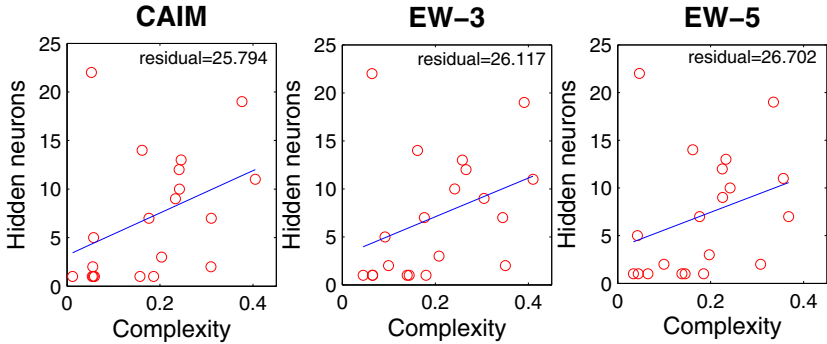 CAIM EW-3 EW-5
residual=25.794 residual=26.117 residual=26.702
Hidden neurons Hidden neurons Hidden neurons
25 25 25
20 20 20
15 15 15
10 10 10
5 5 5
0 0 0
0 0.2 0.4 0 0.2 0.4 0 0.2 0.4
Complexity Complexity Complexity